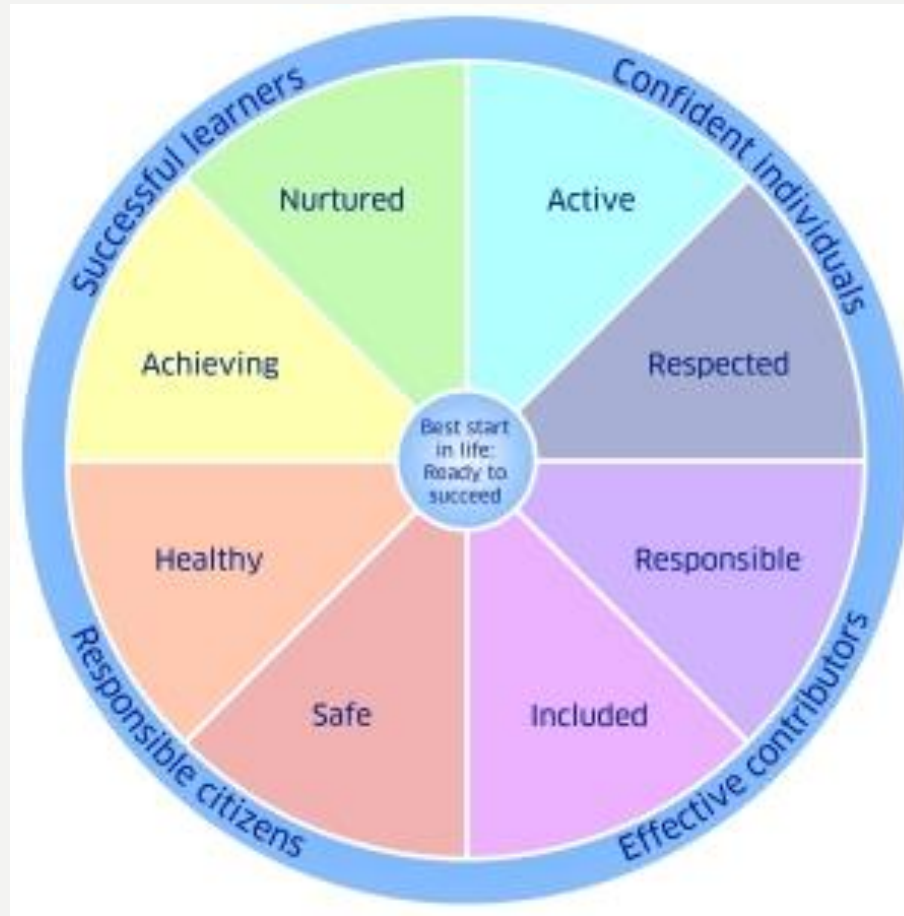 Successful learners
Confident individuals
Nurtured
Active
Achieving
Respected
Best start
in life:
Ready to
succeed
Healthy
Responsible
Safe
Included
Responsible citizens
Effective contributors